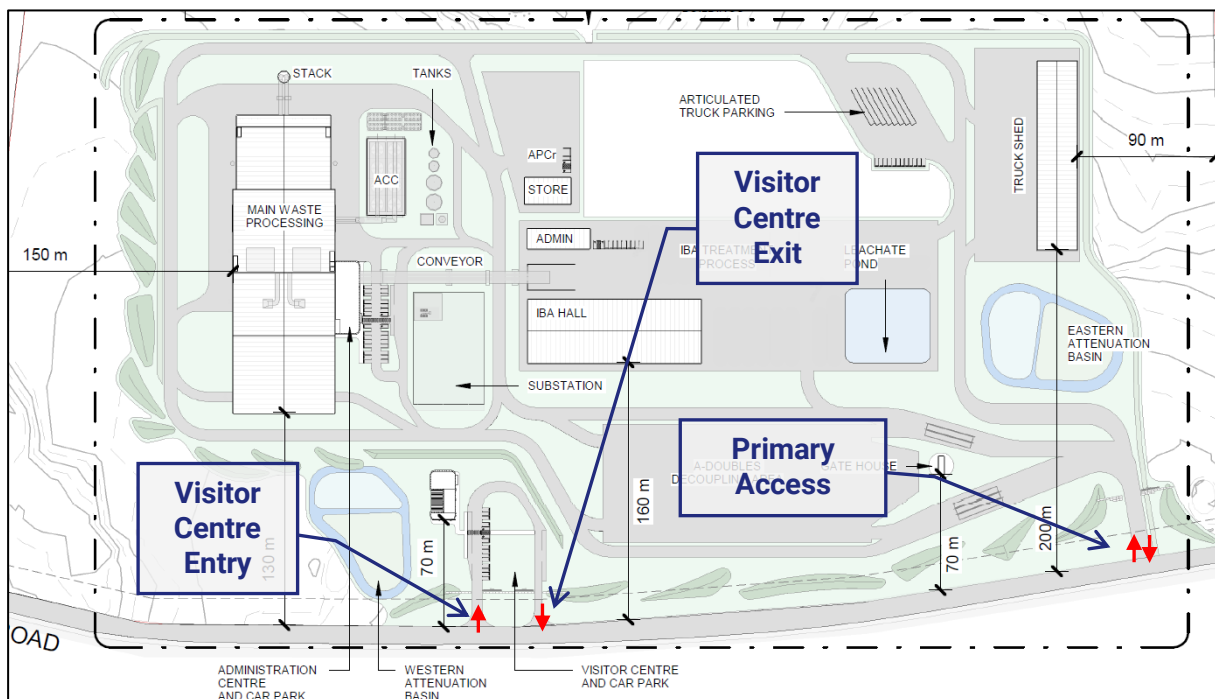 STACK
TANKS
ARTICULATED
TRUCK PARKING
TRUCK SHED
90 m
APCr
STORE
ACC
MAIN WASTE
PROCESSING
ADMIN
Visitor
Centre
Exit
LEACHATE
POND
150 m
CONVEYOR
IBA HALL
EASTERN
ATTENUATION
BASIN
SUBSTATION
Visitor
Centre
Entry
130 m
70 m
160 m
Primary
Access
A-DOUBLES
GATE HOUSE
70 m
200 m
OAD
ADMINISTRATION
CENTRE
AND CAR PARK
WESTERN
ATTENUATION
BASIN
VISITOR CENTRE
AND CAR PARK